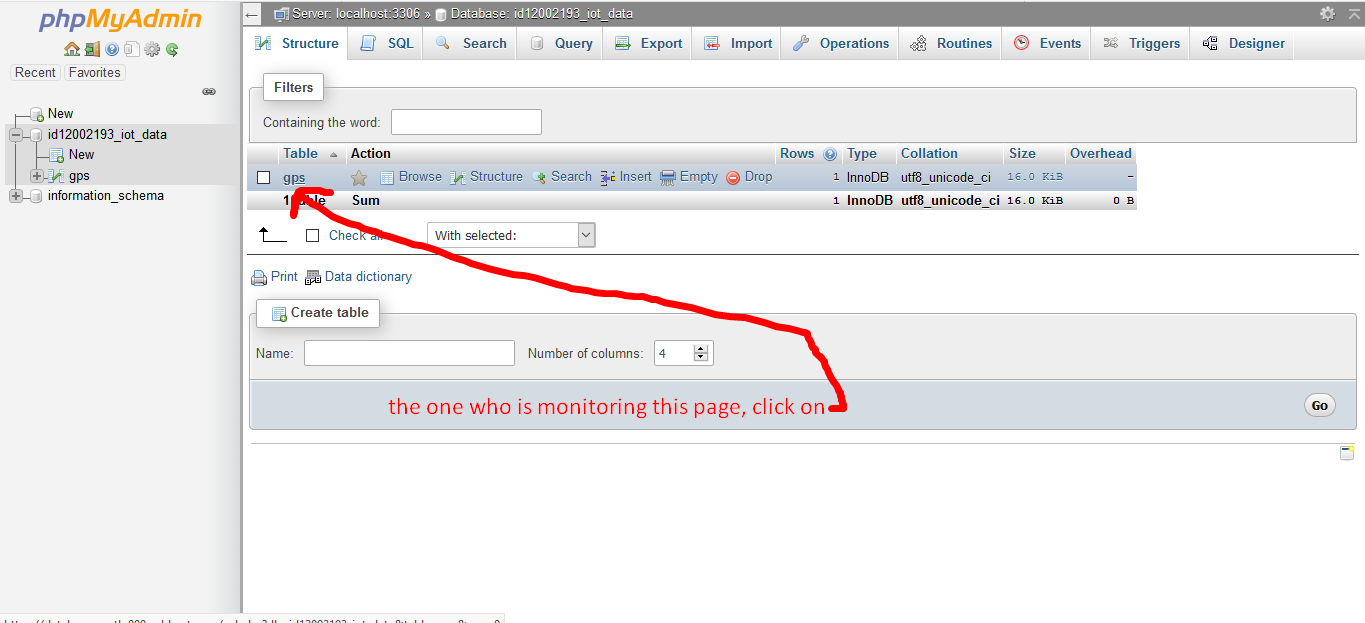 phpMyAdmin
Recent Favorites
New
id12002193_iot_data
New
gps
information_schema
Server: localhost:3306 » Database: id12002193_iot_data
Structure SQL Search Query Export Import Operations Routines Events Triggers Designer
Filters
Containing the word:
Table Action Rows Type Collation Size Overhead
gps Browse Structure Search Insert Empty Drop 1 InnoDB utf8_unicode_ci 16.0 KiB -
1 Sum 1 InnoDB utf8_unicode_ci 16.0 KiB 0 B
Check all With selected:
Print Data dictionary
Create table
Name: Number of columns: 4
the one who is monitoring this page, click on
Go